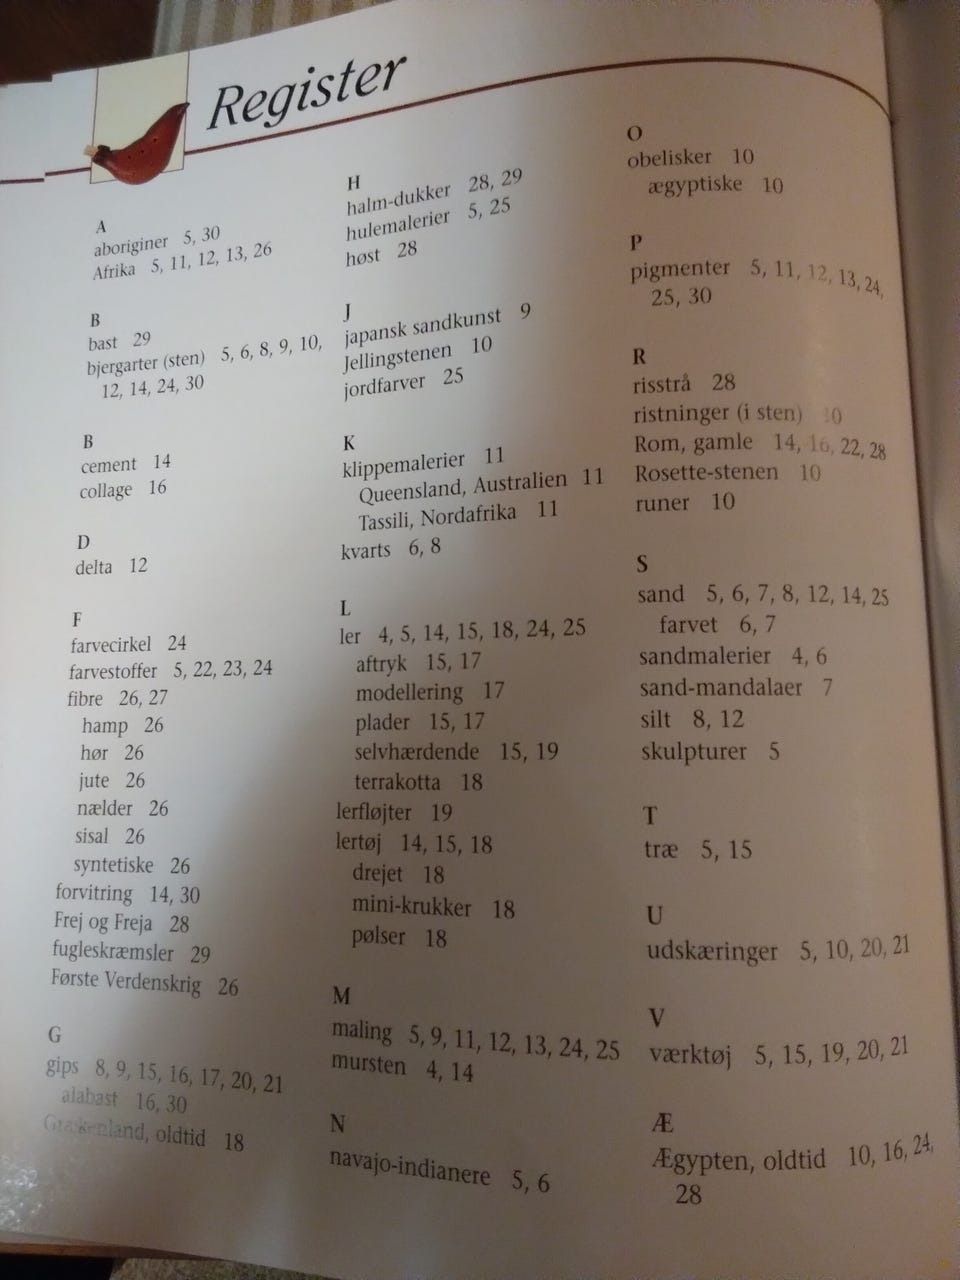 Register
A
aboriginer 5, 30
Afrika 5, 11, 12, 13, 26
B
bast 29
bjergarter (sten) 5, 6, 8, 9, 10,
12, 14, 24, 30
B
cement 14
collage 16
D
delta 12
F
farvecirkel 24
farvestoffer 5, 22, 23, 24
fibre 26, 27
hamp 26
hør 26
jute 26
nælder 26
sisal 26
syntetiske 26
forvitring 14, 30
Frej og Freja 28
fugleskræmsler 29
Første Verdenskrig 26
G
gips 8, 9, 15, 16, 17, 20, 21
alabast 16, 30
Grækenland, oldtid 18
H
halm-dukker 28, 29
hulemalerier 5, 25
høst 28
J
japansk sandkunst 9
Jellingstenen 10
jordfarver 25
K
klippemalerier 11
Queensland, Australien 11
Tassili, Nordafrika 11
kvarts 6, 8
L
ler 4, 5, 14, 15, 18, 24, 25
aftryk 15, 17
modellering 17
plader 15, 17
selvhærdende 15, 19
terrakotta 18
lerfløjter 19
lertøj 14, 15, 18
drejet 18
mini-krukker 18
pølser 18
M
maling 5, 9, 11, 12, 13, 24, 25
mursten 4, 14
N
navajo-indianere 5, 6
O
obelisker 10
ægyptiske 10
P
pigmenter 5, 11, 12, 13, 24,
25, 30
R
risstrå 28
ristninger (i sten) 10
Rom, gamle 14, 16, 22, 28
Rosette-stenen 10
runer 10
S
sand 5, 6, 7, 8, 12, 14, 25
farvet 6, 7
sandmalerier 4, 6
sand-mandalaer 7
silt 8, 12
skulpturer 5
T
træ 5, 15
U
udskæringer 5, 10, 20, 21
V
værktøj 5, 15, 19, 20, 21
Æ
Ægypten, oldtid 10, 16, 24,
28